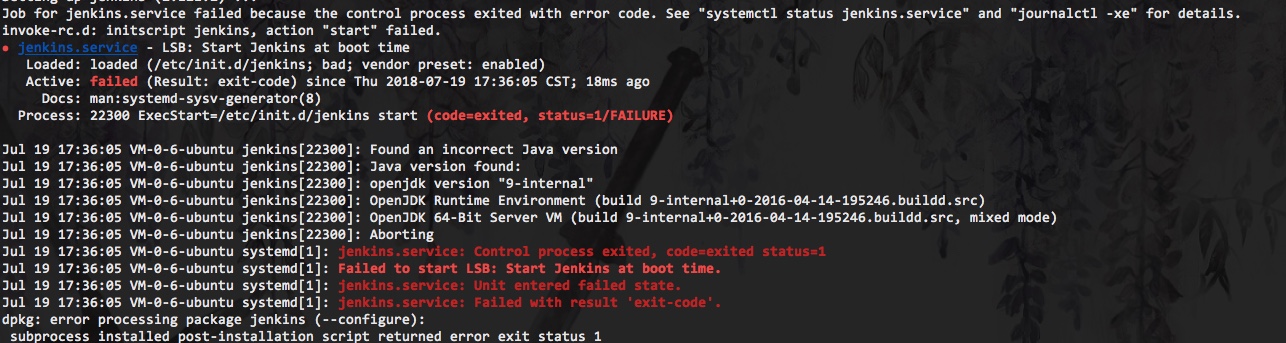 Job for jenkins.service failed because the control process exited with error code. See "systemctl status jenkins.service" and "journalctl -xe" for details.
invoke-rc.d: initscript jenkins, action "start" failed.
● jenkins.service - LSB: Start Jenkins at boot time
Loaded: loaded (/etc/init.d/jenkins; bad; vendor preset: enabled)
Active: failed (Result: exit-code) since Thu 2018-07-19 17:36:05 CST; 18ms ago
Docs: man:systemd-sysv-generator(8)
Process: 22300 ExecStart=/etc/init.d/jenkins start (code=exited, status=1/FAILURE)
Jul 19 17:36:05 VM-0-6-ubuntu jenkins[22300]: Found an incorrect Java version
Jul 19 17:36:05 VM-0-6-ubuntu jenkins[22300]: Java version found:
Jul 19 17:36:05 VM-0-6-ubuntu jenkins[22300]: openjdk version "9-internal"
Jul 19 17:36:05 VM-0-6-ubuntu jenkins[22300]: OpenJDK Runtime Environment (build 9-internal+0-2016-04-14-195246.buildd.src)
Jul 19 17:36:05 VM-0-6-ubuntu jenkins[22300]: OpenJDK 64-Bit Server VM (build 9-internal+0-2016-04-14-195246.buildd.src, mixed mode)
Jul 19 17:36:05 VM-0-6-ubuntu jenkins[22300]: Aborting
Jul 19 17:36:05 VM-0-6-ubuntu systemd[1]: jenkins.service: Control process exited, code=exited status=1
Jul 19 17:36:05 VM-0-6-ubuntu systemd[1]: Failed to start LSB: Start Jenkins at boot time.
Jul 19 17:36:05 VM-0-6-ubuntu systemd[1]: jenkins.service: Unit entered failed state.
Jul 19 17:36:05 VM-0-6-ubuntu systemd[1]: jenkins.service: Failed with result 'exit-code'.
dpkg: error processing package jenkins (--configure):
subprocess installed post-installation script returned error exit status 1